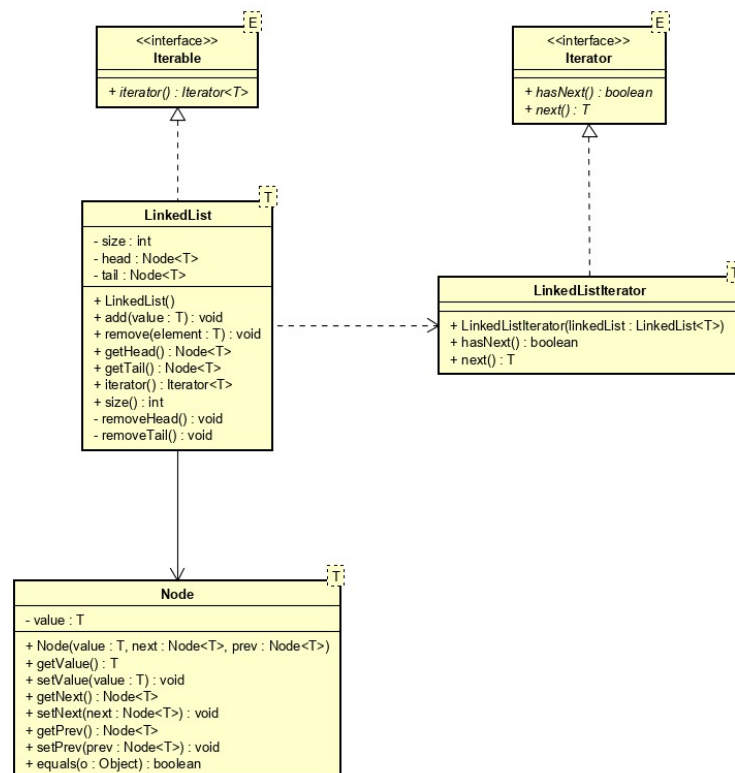 E
<<interface>>
Iterable
+ iterator() : Iterator<T>
E
<<interface>>
Iterator
+ hasNext() : boolean
+ next() : T
T
LinkedList
- size : int
- head : Node<T>
- tail : Node<T>
+ LinkedList()
+ add(value : T) : void
+ remove(element : T) : void
+ getHead() : Node<T>
+ getTail() : Node<T>
+ iterator() : Iterator<T>
+ size() : int
- removeHead() : void
- removeTail() : void
T
LinkedListIterator
+ LinkedListIterator(linkedList : LinkedList<T>)
+ hasNext() : boolean
+ next() : T
T
Node
- value : T
+ Node(value : T, next : Node<T>, prev : Node<T>)
+ getValue() : T
+ setValue(value : T) : void
+ getNext() : Node<T>
+ setNext(next : Node<T>) : void
+ getPrev() : Node<T>
+ setPrev(prev : Node<T>) : void
+ equals(o : Object) : boolean